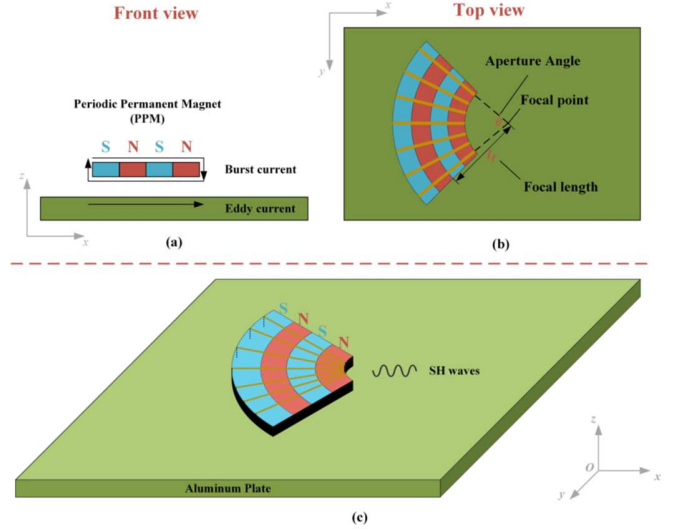 Front view
Top view
x
y
Aperture Angle
Focal point
Focal length
Periodic Permanent Magnet
(PPM)
S N S N
Burst current
Eddy current
z
x
(a)
(b)
S
N
S
N
SH waves
Aluminum Plate
z
O
x
y
(c)